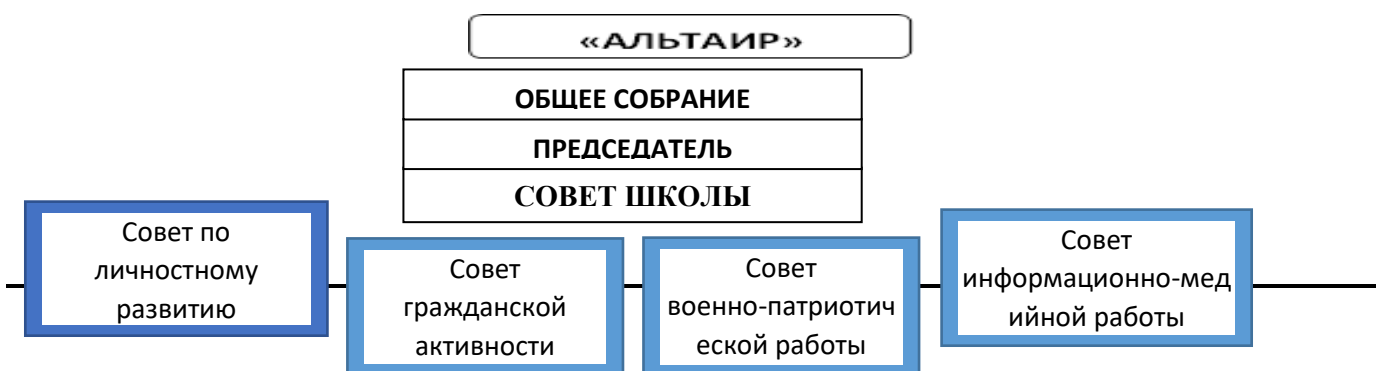 «АЛЬТАИР»
ОБЩЕЕ СОБРАНИЕ
ПРЕДСЕДАТЕЛЬ
СОВЕТ ШКОЛЫ
Совет по
личностному
развитию
Совет
гражданской
активности
Совет
военно-патриотич
еской работы
Совет
информационно-мед
ийной работы